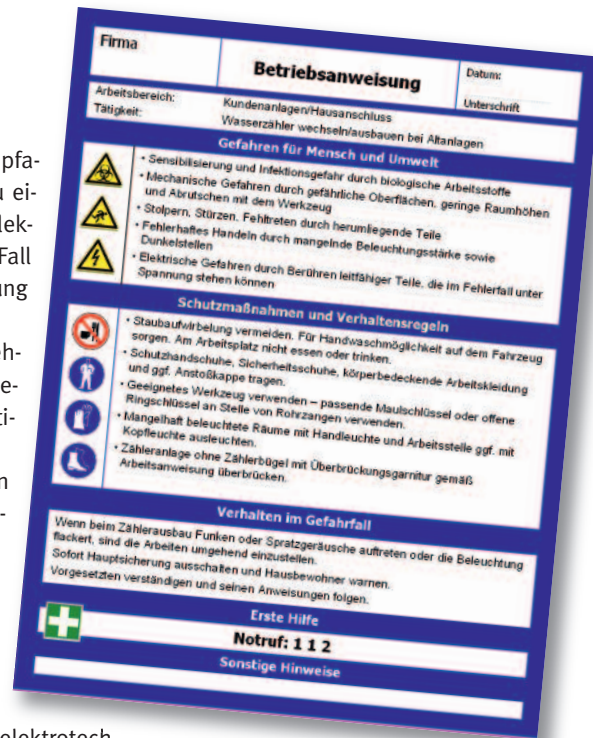 pfa-
u ei-
lek-
Fall
ung
eh-
e-
ti-
n
-
elektrotech
Firma
Betriebsanweisung
Datum:
Unterschrift
Arbeitsbereich: Kundenanlagen/Hausanschluss
Tätigkeit: Wasserzähler wechseln/ausbauen bei Altanlagen
Gefahren für Mensch und Umwelt
• Sensibilisierung und Infektionsgefahr durch biologische Arbeitsstoffe
• Mechanische Gefahren durch gefährliche Oberflächen, geringe Raumhöhen
und Abrutschen mit dem Werkzeug
• Stolpern, Stürzen, Fehltreten durch herumliegende Teile
• Fehlerhaftes Handeln durch mangelnde Beleuchtungsstärke sowie
Dunkelstellen
• Elektrische Gefahren durch Berühren leitfähiger Teile, die im Fehlerfall unter
Spannung stehen können
Schutzmaßnahmen und Verhaltensregeln
• Staubaufwirbelung vermeiden. Für Handwaschmöglichkeit auf dem Fahrzeug
sorgen. Am Arbeitsplatz nicht essen oder trinken.
• Schutzhandschuhe, Sicherheitsschuhe, körperbedeckende Arbeitskleidung
und ggf. Anstoßkappe tragen.
• Geeignetes Werkzeug verwenden – passende Maulschlüssel oder offene
Ringschlüssel an Stelle von Rohrzangen verwenden.
• Mangelhaft beleuchtete Räume mit Handleuchte und Arbeitsstelle ggf. mit
Kopfleuchte ausleuchten.
• Zähleranlage ohne Zählerbügel mit Überbrückungsgarnitur gemäß
Arbeitsanweisung überbrücken.
Verhalten im Gefahrfall
Wenn beim Zählerausbau Funken oder Spratzgeräusche auftreten oder die Beleuchtung
flackert, sind die Arbeiten umgehend einzustellen.
Sofort Hauptsicherung ausschalten und Hausbewohner warnen.
Vorgesetzten verständigen und seinen Anweisungen folgen.
Erste Hilfe
Notruf: 1 1 2
Sonstige Hinweise